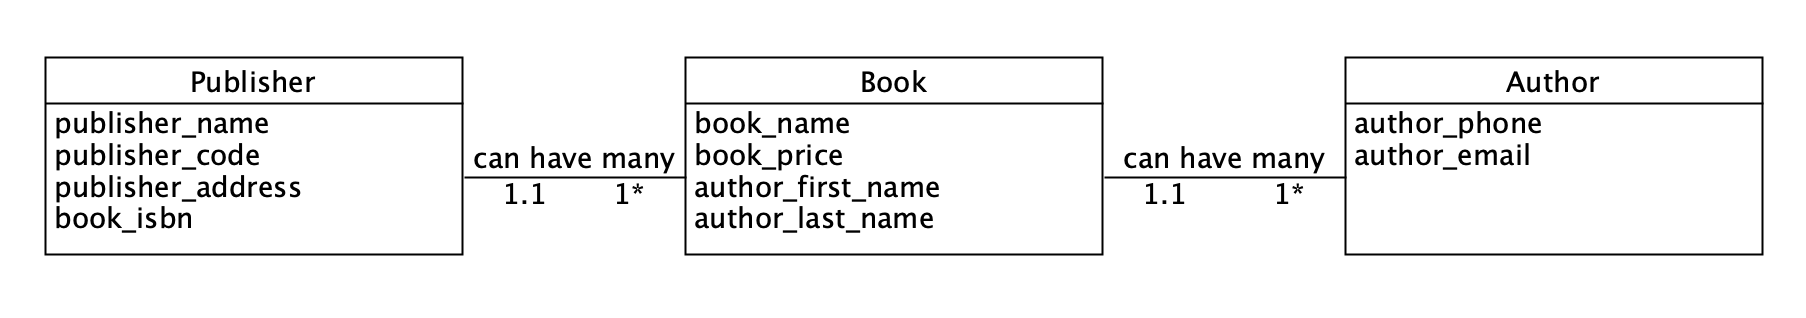 Publisher
publisher_name
publisher_code
publisher_address
book_isbn
can have many
1.1 1*
Book
book_name
book_price
author_first_name
author_last_name
can have many
1.1 1*
Author
author_phone
author_email